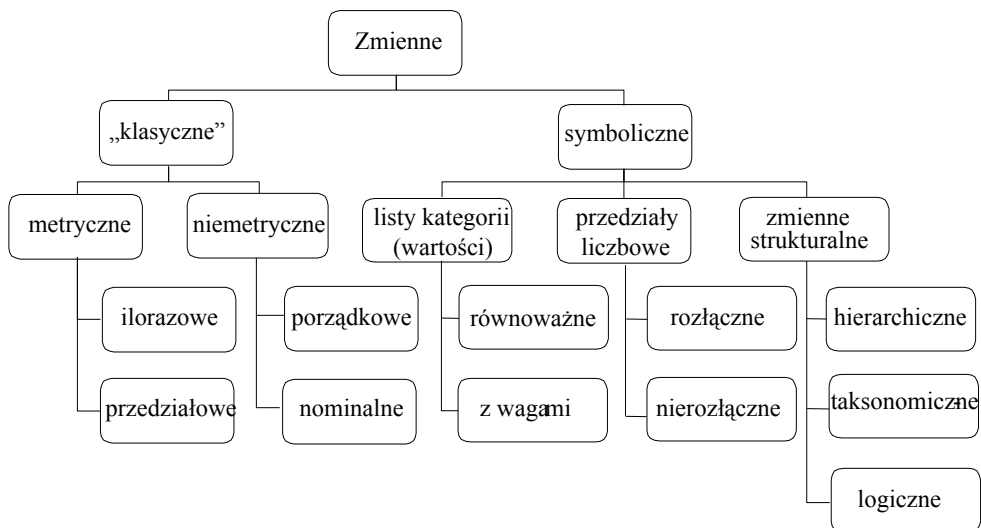 Zmienne
„klasyczne”
symboliczne
metryczne
niemetryczne
listy kategorii
(wartości)
przedziały
liczbowe
zmienne
strukturalne
ilorazowe
porządkowe
równoważne
rozłączne
hierarchiczne
przedziałowe
nominalne
z wagami
nierozłączne
taksonomiczne
logiczne